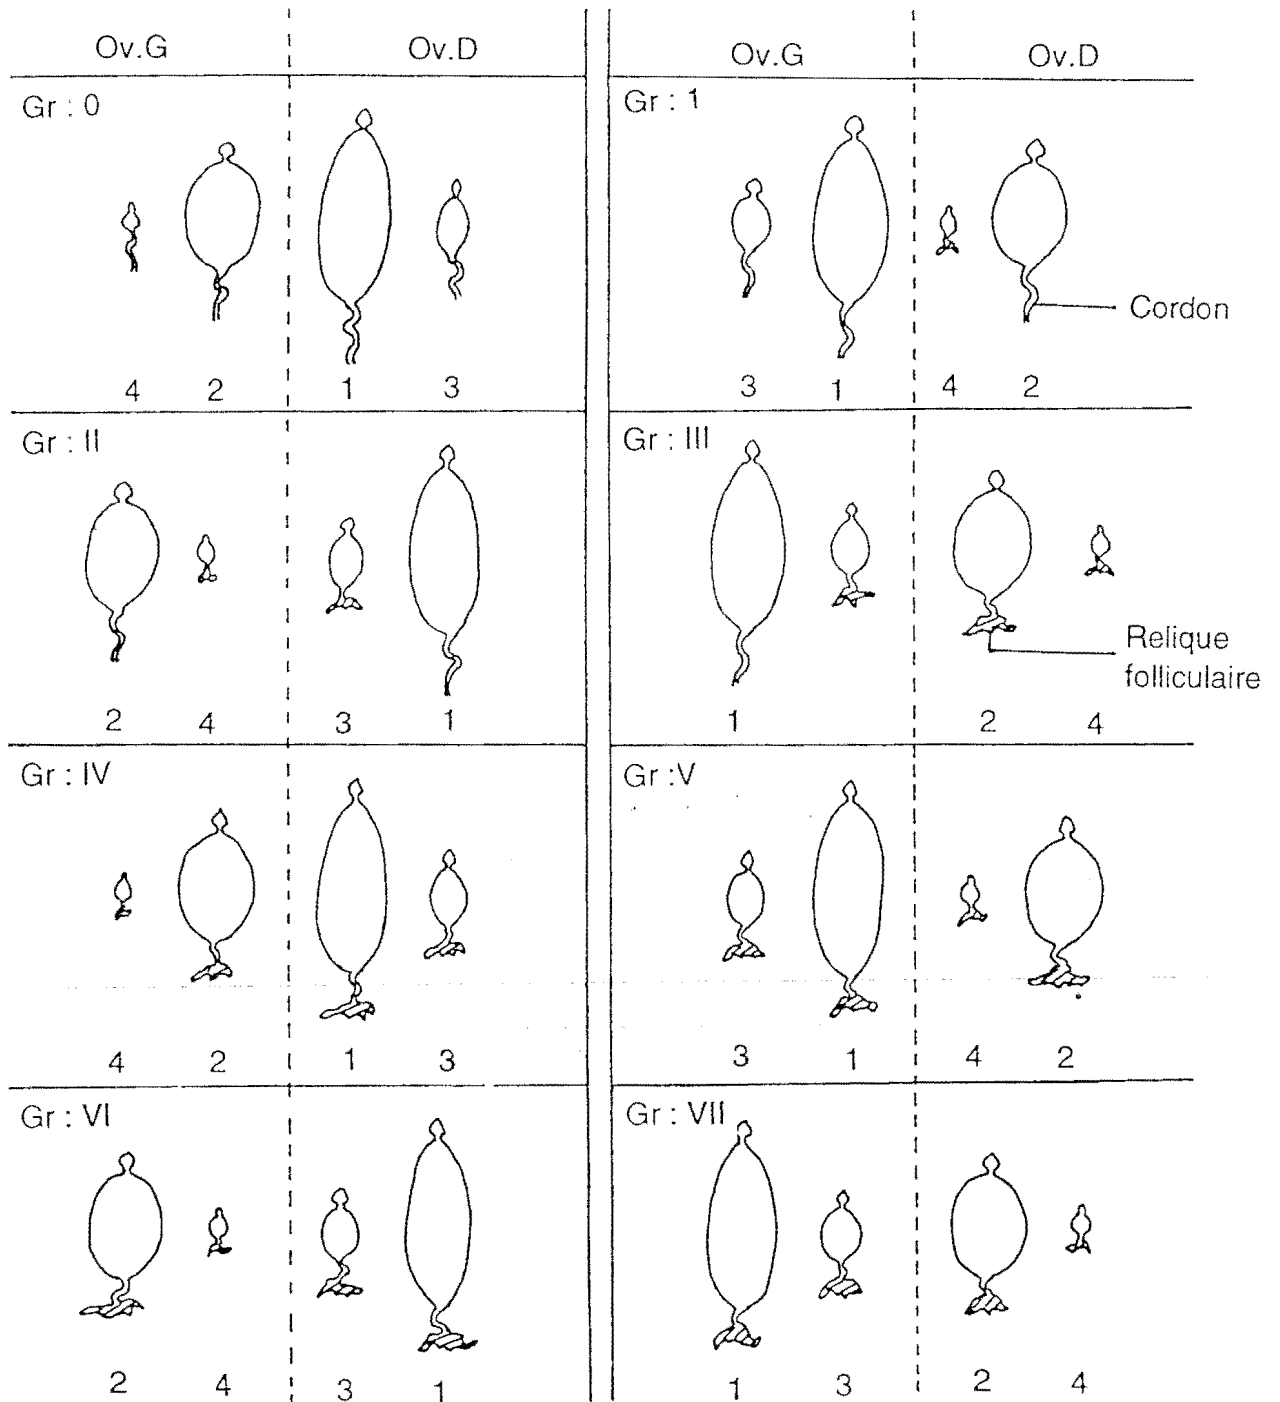 Ov.G Ov.D Ov.G Ov.D
Gr : 0
4 2 1 3
Gr : 1
Cordon
3 1 4 2
Gr : II
2 4 3 1
Gr : III
Relique
folliculaire
1 2 4
Gr : IV
4 2 1 3
Gr :V
3 1 4 2
Gr : VI
2 4 3 1
Gr : VII
1 3 2 4